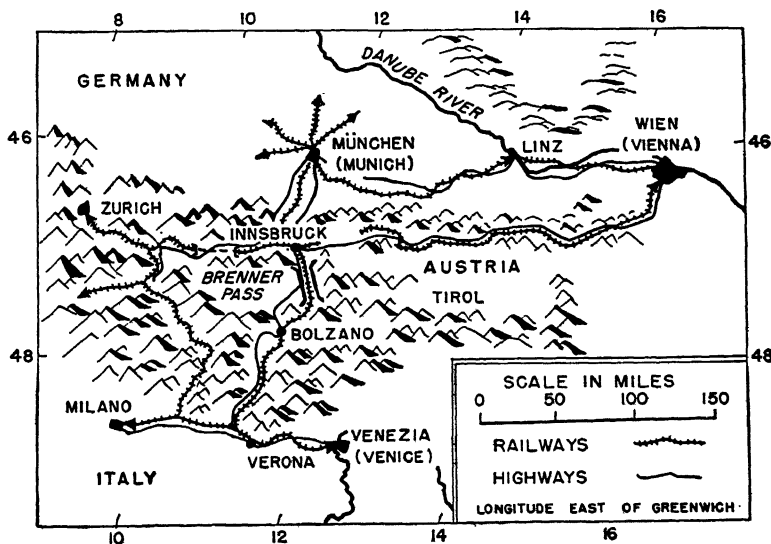 8 10 12 14 16
GERMANY
DANUBE RIVER
46 46
MÜNCHEN
(MUNICH)
LINZ
WIEN
(VIENNA)
ZURICH
INNSBRUCK
BRENNER
PASS
AUSTRIA
TIROL
BOLZANO
48 48
MILANO
VENEZIA
(VENICE)
VERONA
ITALY
SCALE IN MILES
0 50 100 150
RAILWAYS
HIGHWAYS
LONGITUDE EAST OF GREENWICH.
10 12 14 16